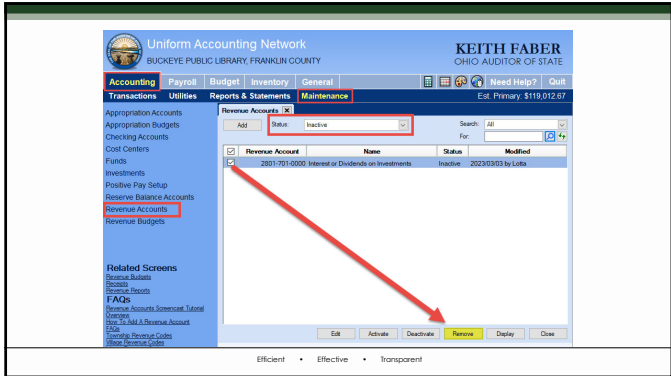 Uniform Accounting Network
BUCKEYE PUBLIC LIBRARY, FRANKLIN COUNTY
KEITH FABER
OHIO AUDITOR OF STATE
Accounting Payroll Budget Inventory General Need Help? Quit
Transactions Utilities Reports & Statements Maintenance Est. Primary: $119,012.67
Appropriation Accounts
Appropriation Budgets
Checking Accounts
Cost Centers
Funds
Investments
Positive Pay Setup
Reserve Balance Accounts
Revenue Accounts
Revenue Budgets
Related Screens
Revenue Budgets
Receipts
Revenue Reports
FAQs
Revenue Accounts Screencast Tutorial
Overview
How To Add A Revenue Account
FAQs
Township Revenue Codes
Village Revenue Codes
Revenue Accounts X
Add Status: Inactive Search: All
For:
Revenue Account Name Status Modified
2801-701-0000 Interest or Dividends on Investments Inactive 2023/03/03 by Lotta
Edit Activate Deactivate Remove Display Close
Efficient • Effective • Transparent